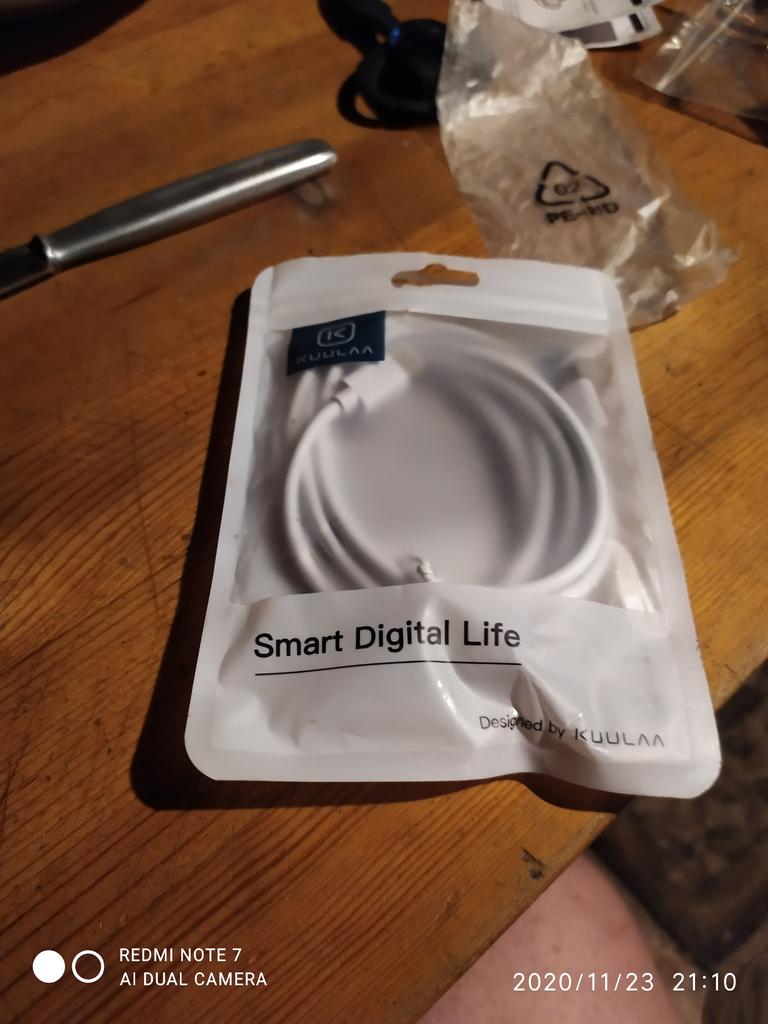 02
PE-HD
K
KUULAA
Smart Digital Life
Designed by KUULAA
REDMI NOTE 7
AI DUAL CAMERA
2020/11/23 21:10